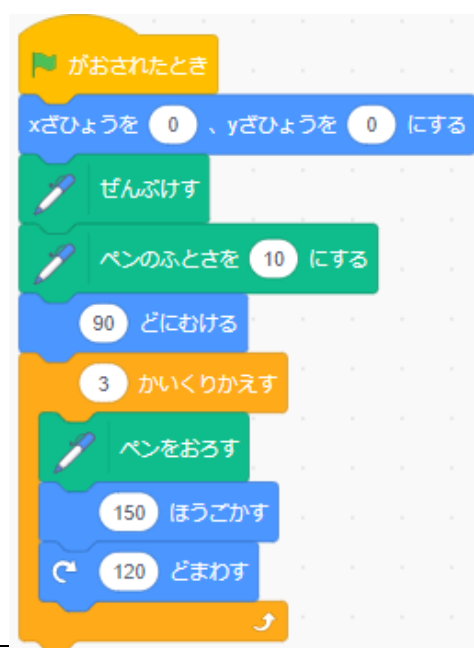 がおされたとき
xざひょうを 0 、yざひょうを 0 にする
ぜんぶけす
ペンのふとさを 10 にする
90 どにむける
3 かいくりかえす
ペンをおろす
150 ほうごかす
120 どまわす